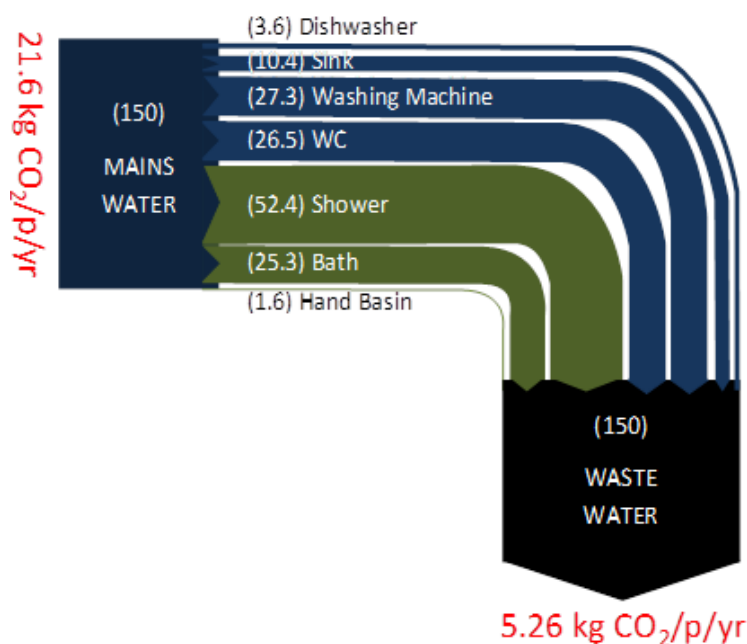 21.6 kg CO₂/p/yr
(150)
MAINS
WATER
(3.6) Dishwasher
(10.4) Sink
(27.3) Washing Machine
(26.5) WC
(52.4) Shower
(25.3) Bath
(1.6) Hand Basin
(150)
WASTE
WATER
5.26 kg CO₂/p/yr